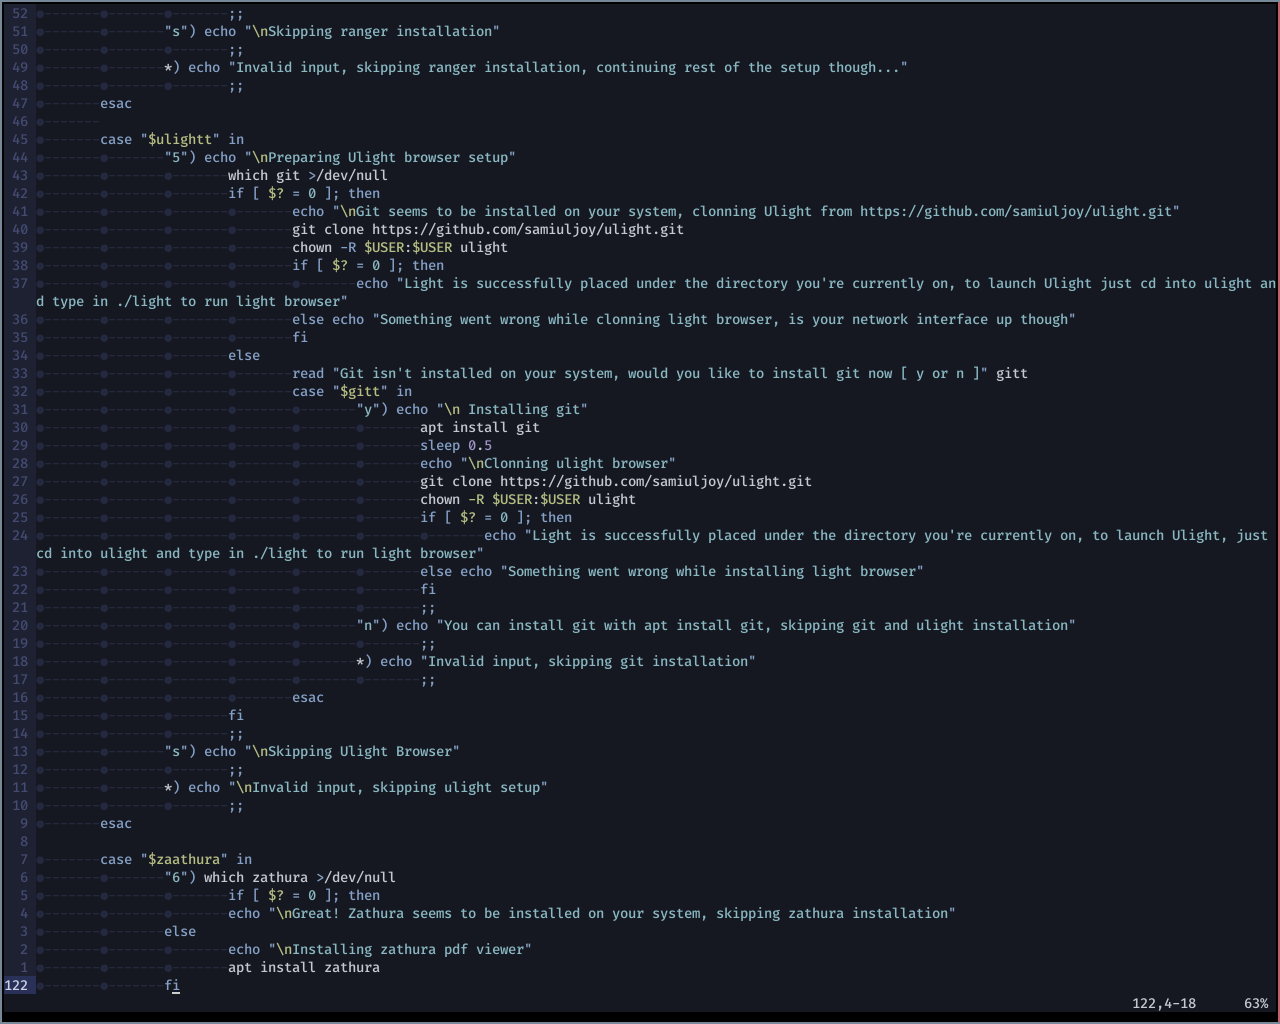 52 ;;
51 "s") echo "\nSkipping ranger installation"
50 ;;
49 *) echo "Invalid input, skipping ranger installation, continuing rest of the setup though..."
48 ;;
47 esac
46
45 case "$ulightt" in
44 "5") echo "\nPreparing Ulight browser setup"
43 which git >/dev/null
42 if [ $? = 0 ]; then
41 echo "\nGit seems to be installed on your system, clonning Ulight from https://github.com/samiuljoy/ulight.git"
40 git clone https://github.com/samiuljoy/ulight.git
39 chown -R $USER:$USER ulight
38 if [ $? = 0 ]; then
37 echo "Light is successfully placed under the directory you're currently on, to launch Ulight just cd into ulight an
d type in ./light to run light browser"
36 else echo "Something went wrong while clonning light browser, is your network interface up though"
35 fi
34 else
33 read "Git isn't installed on your system, would you like to install git now [ y or n ]" gitt
32 case "$gitt" in
31 "y") echo "\n Installing git"
30 apt install git
29 sleep 0.5
28 echo "\nClonning ulight browser"
27 git clone https://github.com/samiuljoy/ulight.git
26 chown -R $USER:$USER ulight
25 if [ $? = 0 ]; then
24 echo "Light is successfully placed under the directory you're currently on, to launch Ulight, just
cd into ulight and type in ./light to run light browser"
23 else echo "Something went wrong while installing light browser"
22 fi
21 ;;
20 "n") echo "You can install git with apt install git, skipping git and ulight installation"
19 ;;
18 *) echo "Invalid input, skipping git installation"
17 ;;
16 esac
15 fi
14 ;;
13 "s") echo "\nSkipping Ulight Browser"
12 ;;
11 *) echo "\nInvalid input, skipping ulight setup"
10 ;;
9 esac
8
7 case "$zaathura" in
6 "6") which zathura >/dev/null
5 if [ $? = 0 ]; then
4 echo "\nGreat! Zathura seems to be installed on your system, skipping zathura installation"
3 else
2 echo "\nInstalling zathura pdf viewer"
1 apt install zathura
122 fi
122,4-18 63%